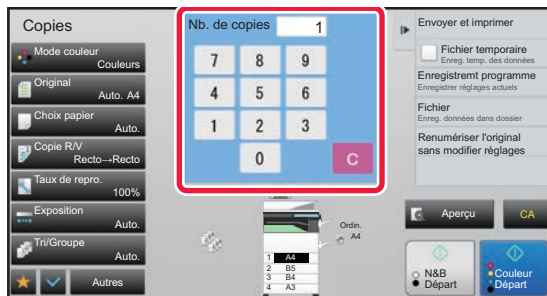 Copies
Mode couleur
Couleurs
Original
Auto. A4
Choix papier
Auto.
Copie R/V
Recto→Recto
Taux de repro.
100%
Exposition
Auto.
Tri/Groupe
Auto.
Autres
Nb. de copies 1
7 8 9
4 5 6
1 2 3
0 C
Ordin.
A4
1 A4
2 B5
3 B4
4 A3
Envoyer et imprimer
Fichier temporaire
Enreg. temp. des données
Enregistremt programme
Enregistrer réglages actuels
Fichier
Enreg. données dans dossier
Renumériser l'original
sans modifier réglages
Aperçu
CA
N&B
Départ
Couleur
Départ